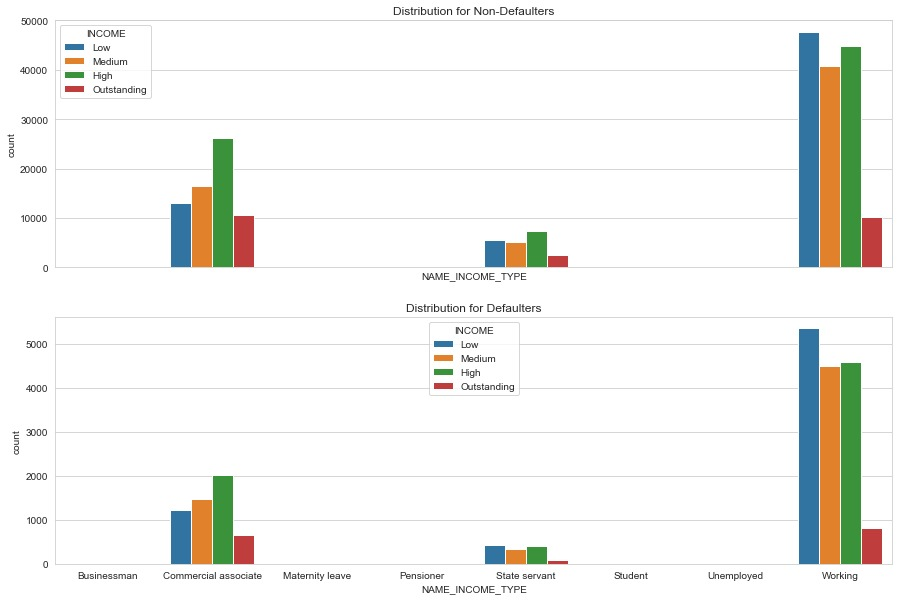 Distribution for Non-Defaulters
INCOME
Low
Medium
High
Outstanding
50000
40000
30000
20000
10000
0
count
NAME_INCOME_TYPE
Distribution for Defaulters
INCOME
Low
Medium
High
Outstanding
5000
4000
3000
2000
1000
0
count
Businessman Commercial associate Maternity leave Pensioner State servant Student Unemployed Working
NAME_INCOME_TYPE